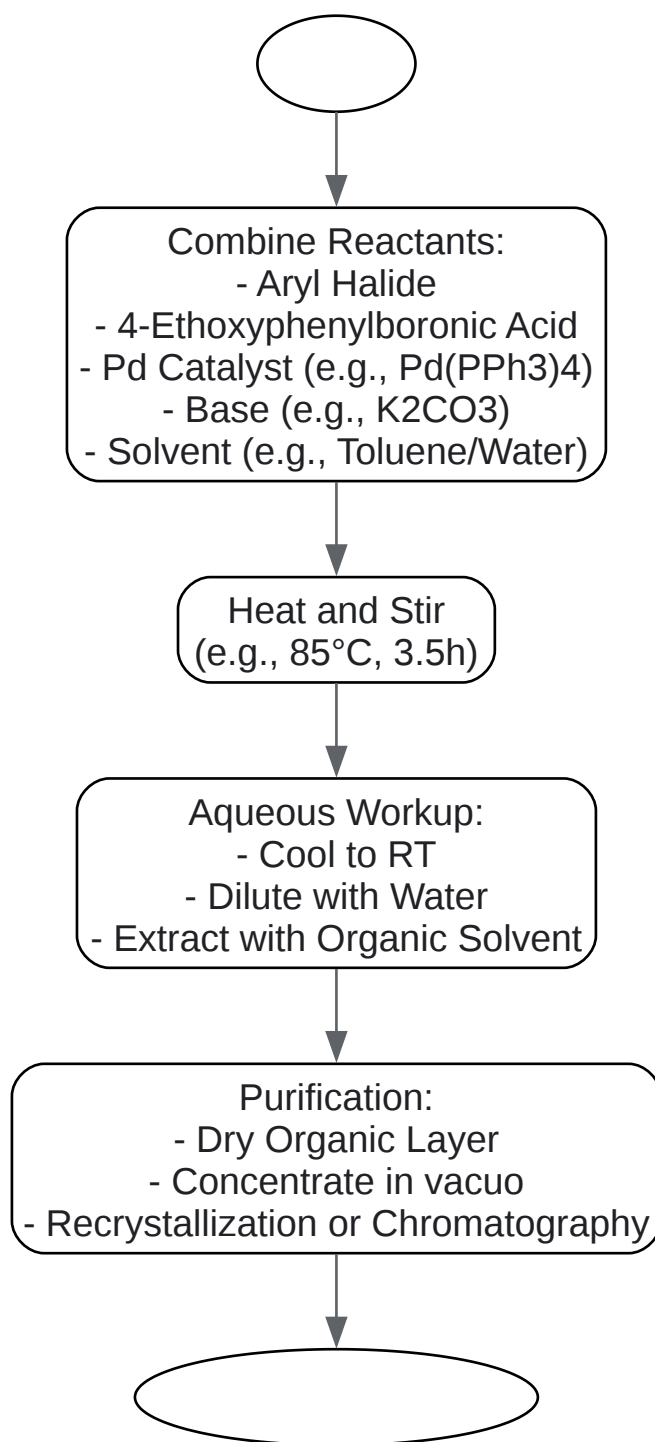 Combine Reactants:
- Aryl Halide
- 4-Ethoxyphenylboronic Acid
- Pd Catalyst (e.g., Pd(PPh3)4)
- Base (e.g., K2CO3)
- Solvent (e.g., Toluene/Water)
Heat and Stir
(e.g., 85°C, 3.5h)
Aqueous Workup:
- Cool to RT
- Dilute with Water
- Extract with Organic Solvent
Purification:
- Dry Organic Layer
- Concentrate in vacuo
- Recrystallization or Chromatography